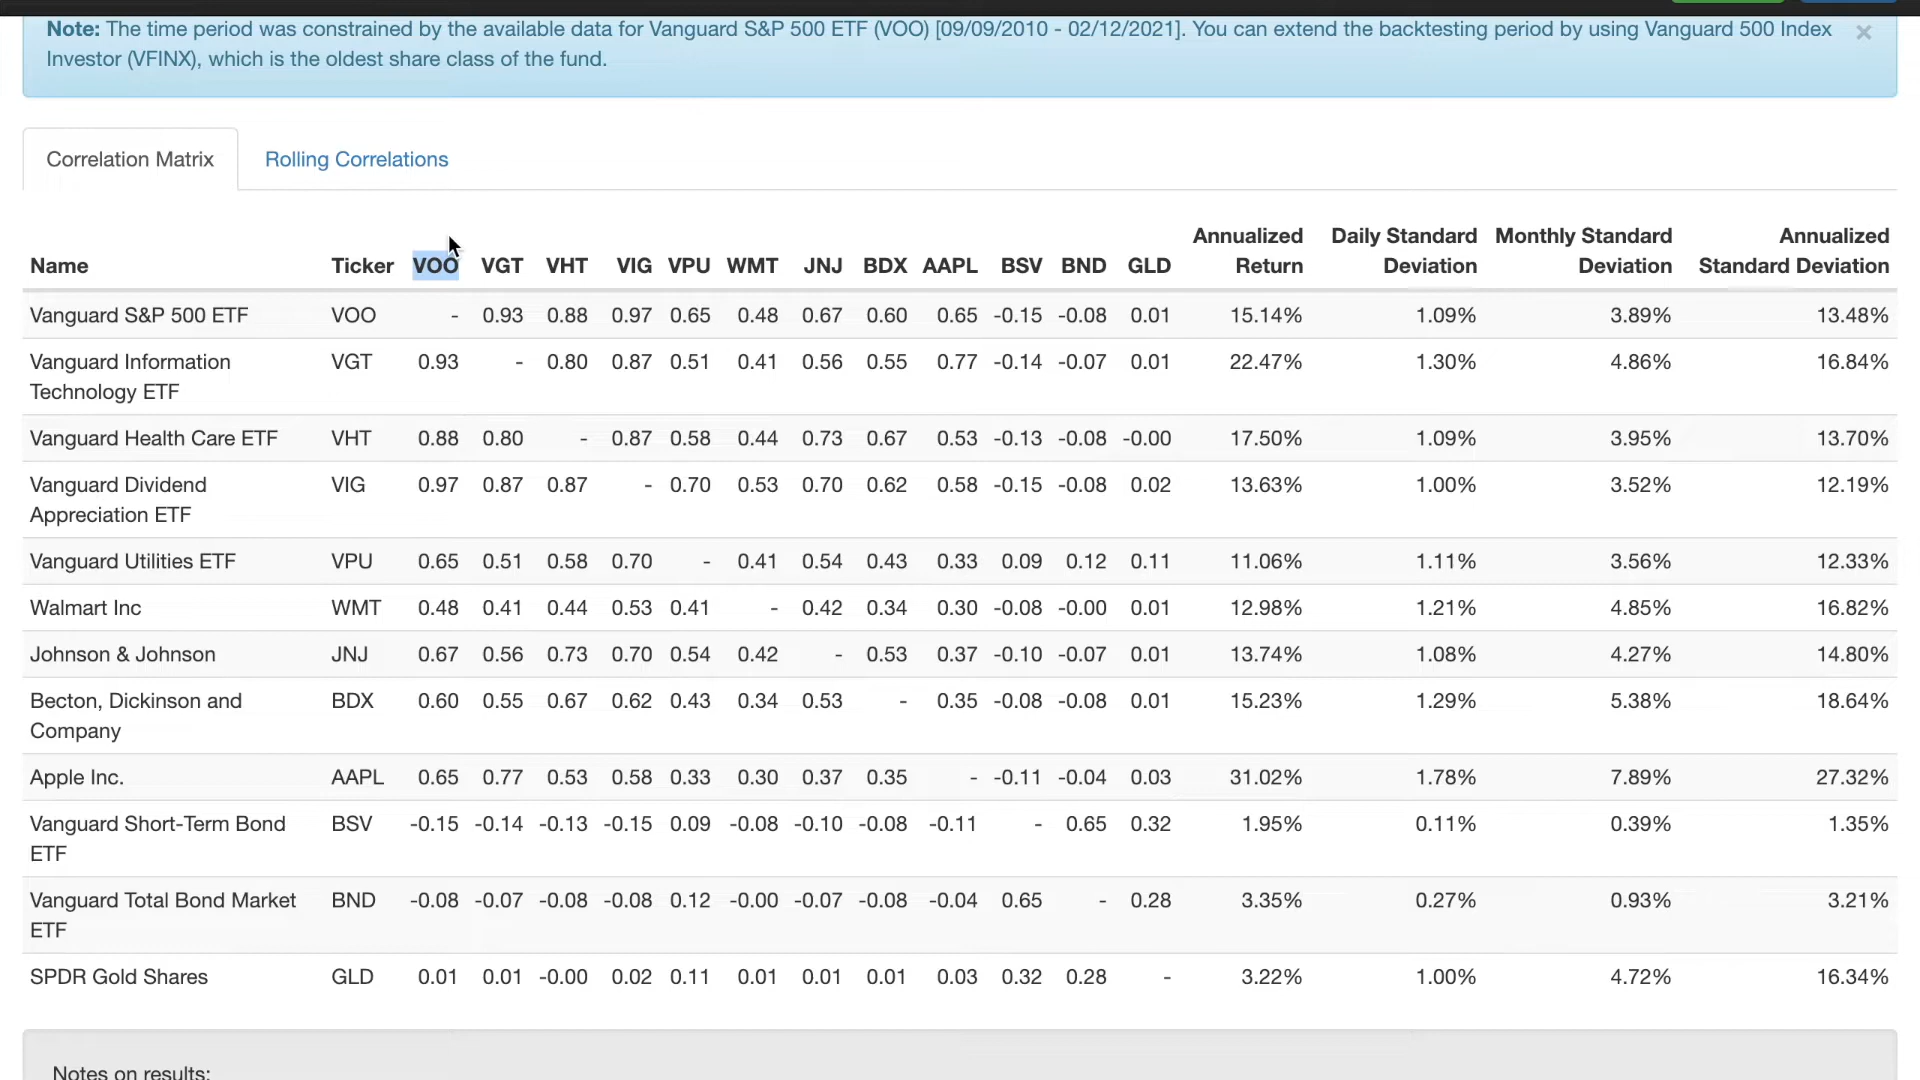 Note: The time period was constrained by the available data for Vanguard S&P 500 ETF (VOO) [09/09/2010 - 02/12/2021]. You can extend the backtesting period by using Vanguard 500 Index
Investor (VFINX), which is the oldest share class of the fund.
×
Correlation Matrix Rolling Correlations
Annualized Daily Standard Monthly Standard Annualized
Name Ticker VOO VGT VHT VIG VPU WMT JNJ BDX AAPL BSV BND GLD Return Deviation Deviation Standard Deviation
Vanguard S&P 500 ETF VOO - 0.93 0.88 0.97 0.65 0.48 0.67 0.60 0.65 -0.15 -0.08 0.01 15.14% 1.09% 3.89% 13.48%
Vanguard Information VGT 0.93 - 0.80 0.87 0.51 0.41 0.56 0.55 0.77 -0.14 -0.07 0.01 22.47% 1.30% 4.86% 16.84%
Technology ETF
Vanguard Health Care ETF VHT 0.88 0.80 - 0.87 0.58 0.44 0.73 0.67 0.53 -0.13 -0.08 -0.00 17.50% 1.09% 3.95% 13.70%
Vanguard Dividend VIG 0.97 0.87 0.87 - 0.70 0.53 0.70 0.62 0.58 -0.15 -0.08 0.02 13.63% 1.00% 3.52% 12.19%
Appreciation ETF
Vanguard Utilities ETF VPU 0.65 0.51 0.58 0.70 - 0.41 0.54 0.43 0.33 0.09 0.12 0.11 11.06% 1.11% 3.56% 12.33%
Walmart Inc WMT 0.48 0.41 0.44 0.53 0.41 - 0.42 0.34 0.30 -0.08 -0.00 0.01 12.98% 1.21% 4.85% 16.82%
Johnson & Johnson JNJ 0.67 0.56 0.73 0.70 0.54 0.42 - 0.53 0.37 -0.10 -0.07 0.01 13.74% 1.08% 4.27% 14.80%
Becton, Dickinson and BDX 0.60 0.55 0.67 0.62 0.43 0.34 0.53 - 0.35 -0.08 -0.08 0.01 15.23% 1.29% 5.38% 18.64%
Company
Apple Inc. AAPL 0.65 0.77 0.53 0.58 0.33 0.30 0.37 0.35 - -0.11 -0.04 0.03 31.02% 1.78% 7.89% 27.32%
Vanguard Short-Term Bond BSV -0.15 -0.14 -0.13 -0.15 0.09 -0.08 -0.10 -0.08 -0.11 - 0.65 0.32 1.95% 0.11% 0.39% 1.35%
ETF
Vanguard Total Bond Market BND -0.08 -0.07 -0.08 -0.08 0.12 -0.00 -0.07 -0.08 -0.04 0.65 - 0.28 3.35% 0.27% 0.93% 3.21%
ETF
SPDR Gold Shares GLD 0.01 0.01 -0.00 0.02 0.11 0.01 0.01 0.01 0.03 0.32 0.28 - 3.22% 1.00% 4.72% 16.34%
Notes on results: